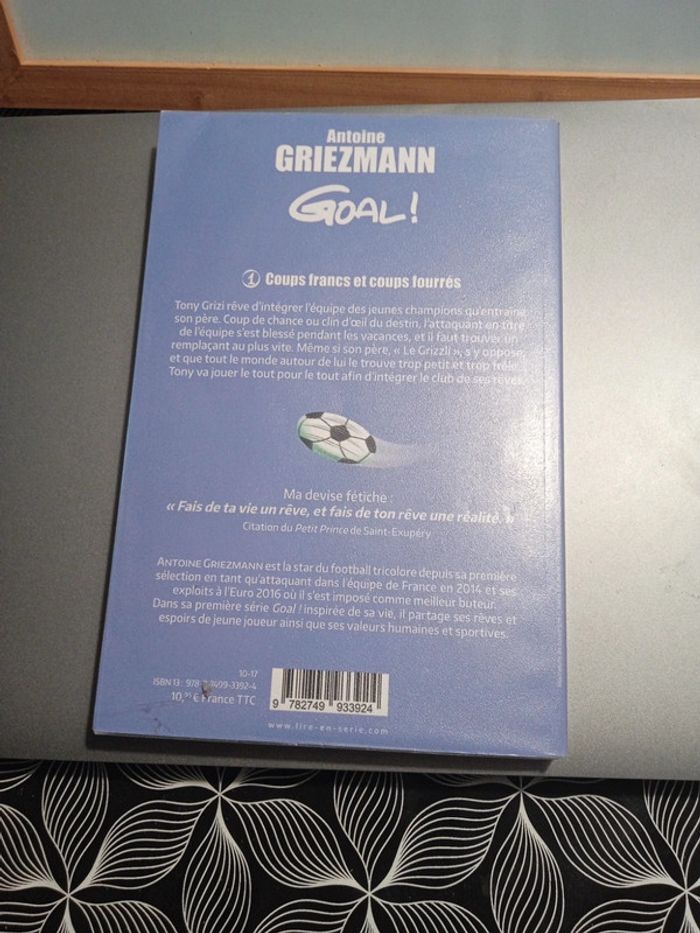 Antoine
GRIEZMANN
GOAL!
1 Coups francs et coups fourrés
Tony Grizi rêve d'intégrer l'équipe des jeunes champions qu'entraîne
son père. Coup de chance ou clin d'œil du destin, l'attaquant en titre
de l'équipe s'est blessé pendant les vacances, et il faut trouver un
remplaçant au plus vite. Même si son père, « Le Grizzli », s'y oppose,
et que tout le monde autour de lui le trouve trop petit et trop frêle,
Tony va jouer le tout pour le tout afin d'intégrer le club de ses rêves.
Ma devise fétiche :
« Fais de ta vie un rêve, et fais de ton rêve une réalité. »
Citation du Petit Prince de Saint-Exupéry
ANTOINE GRIEZMANN est la star du football tricolore depuis sa première
sélection en tant qu'attaquant dans l'équipe de France en 2014 et ses
exploits à l'Euro 2016 où il s'est imposé comme meilleur buteur.
Dans sa première série Goal ! inspirée de sa vie, il partage ses rêves et
espoirs de jeune joueur ainsi que ses valeurs humaines et sportives.
10-17
ISBN 13 : 978-2-7499-3392-4
10,95 € France TTC
9 782749 933924
www.lire-en-serie.com